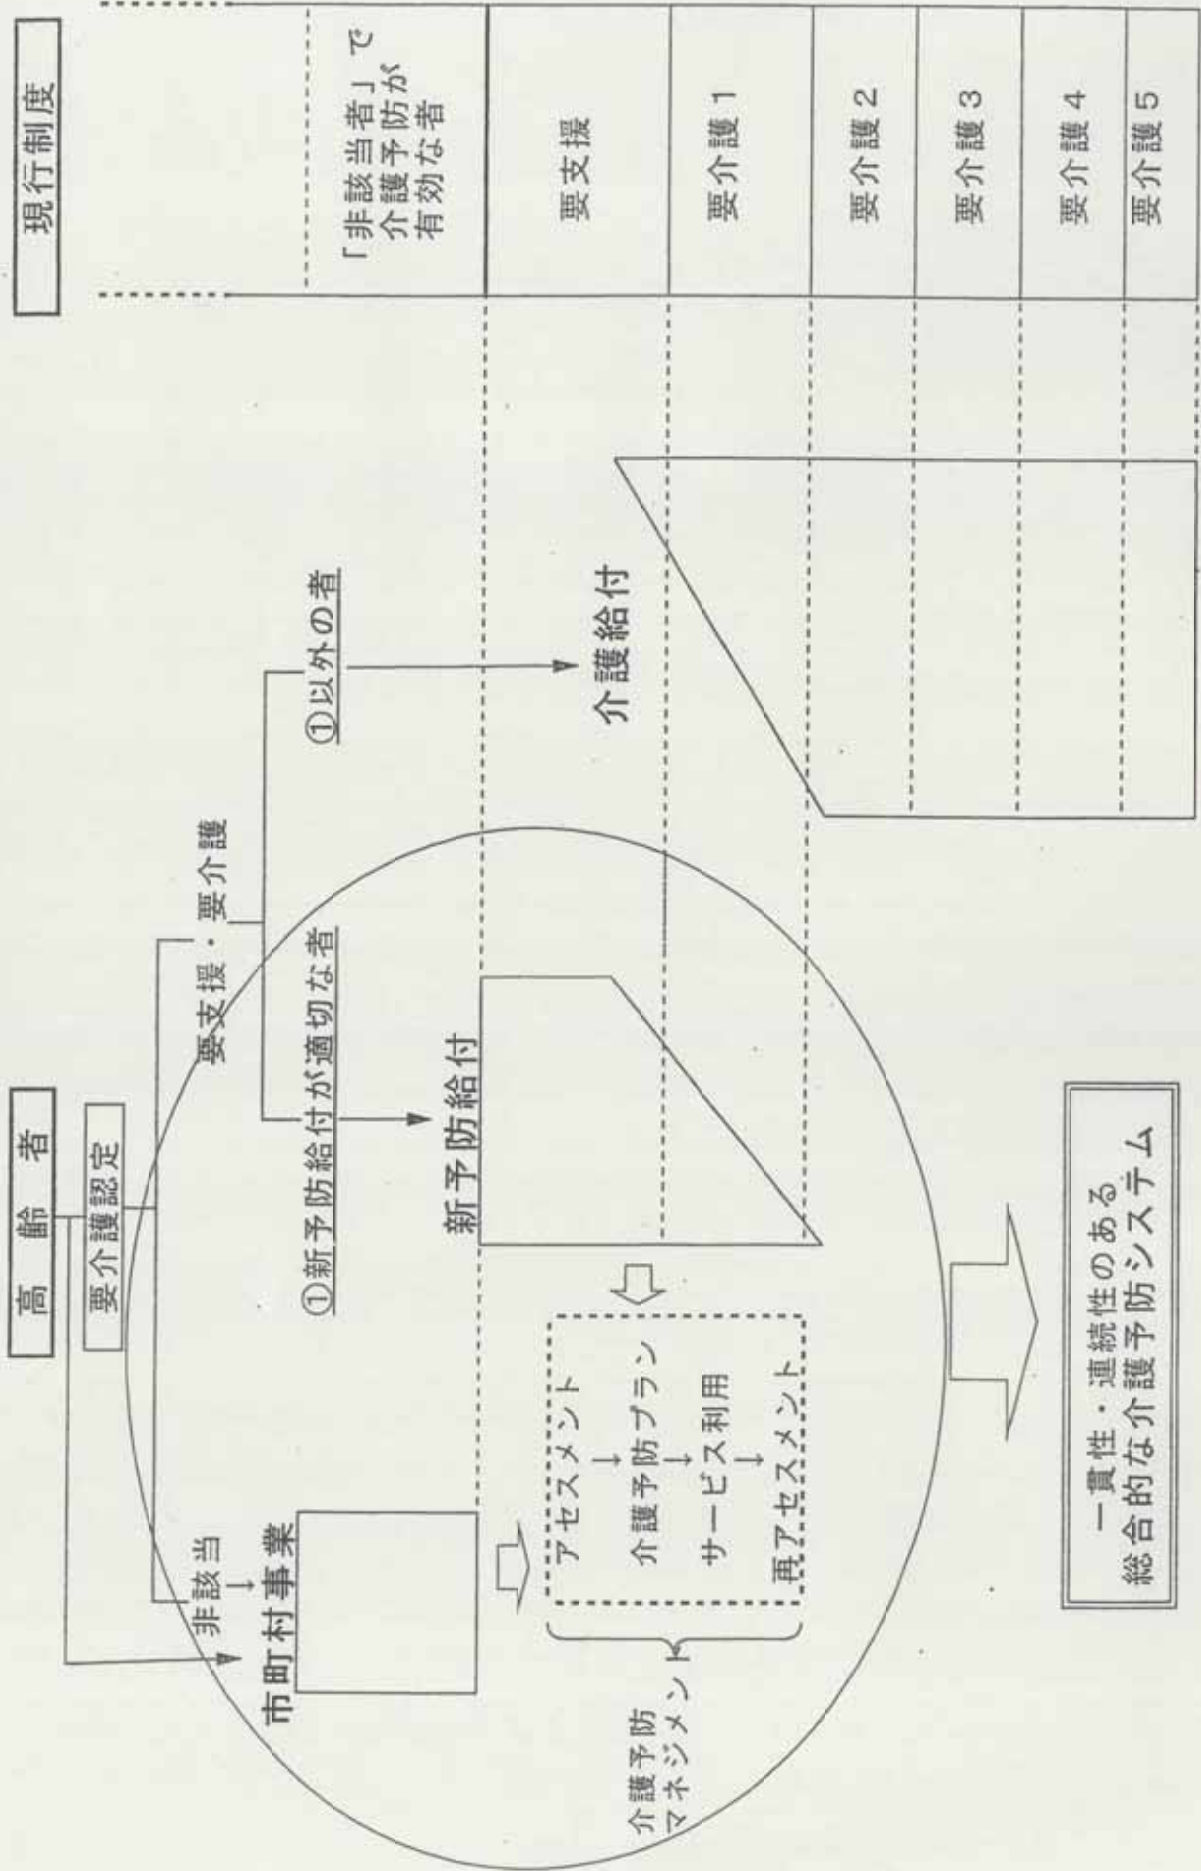 高齢者
要介護認定
非該当
↓
市町村事業
要支援・要介護
①新予防給付が適切な者
新予防給付
①以外の者
介護給付
介護予防
マネジメント
アセスメント
↓
介護予防プラン
↓
サービス利用
↓
再アセスメント
一貫性・連続性のある
総合的な介護予防システム
現行制度
「非該当者」で
介護予防が
有効な者
要支援
要介護1
要介護2
要介護3
要介護4
要介護5